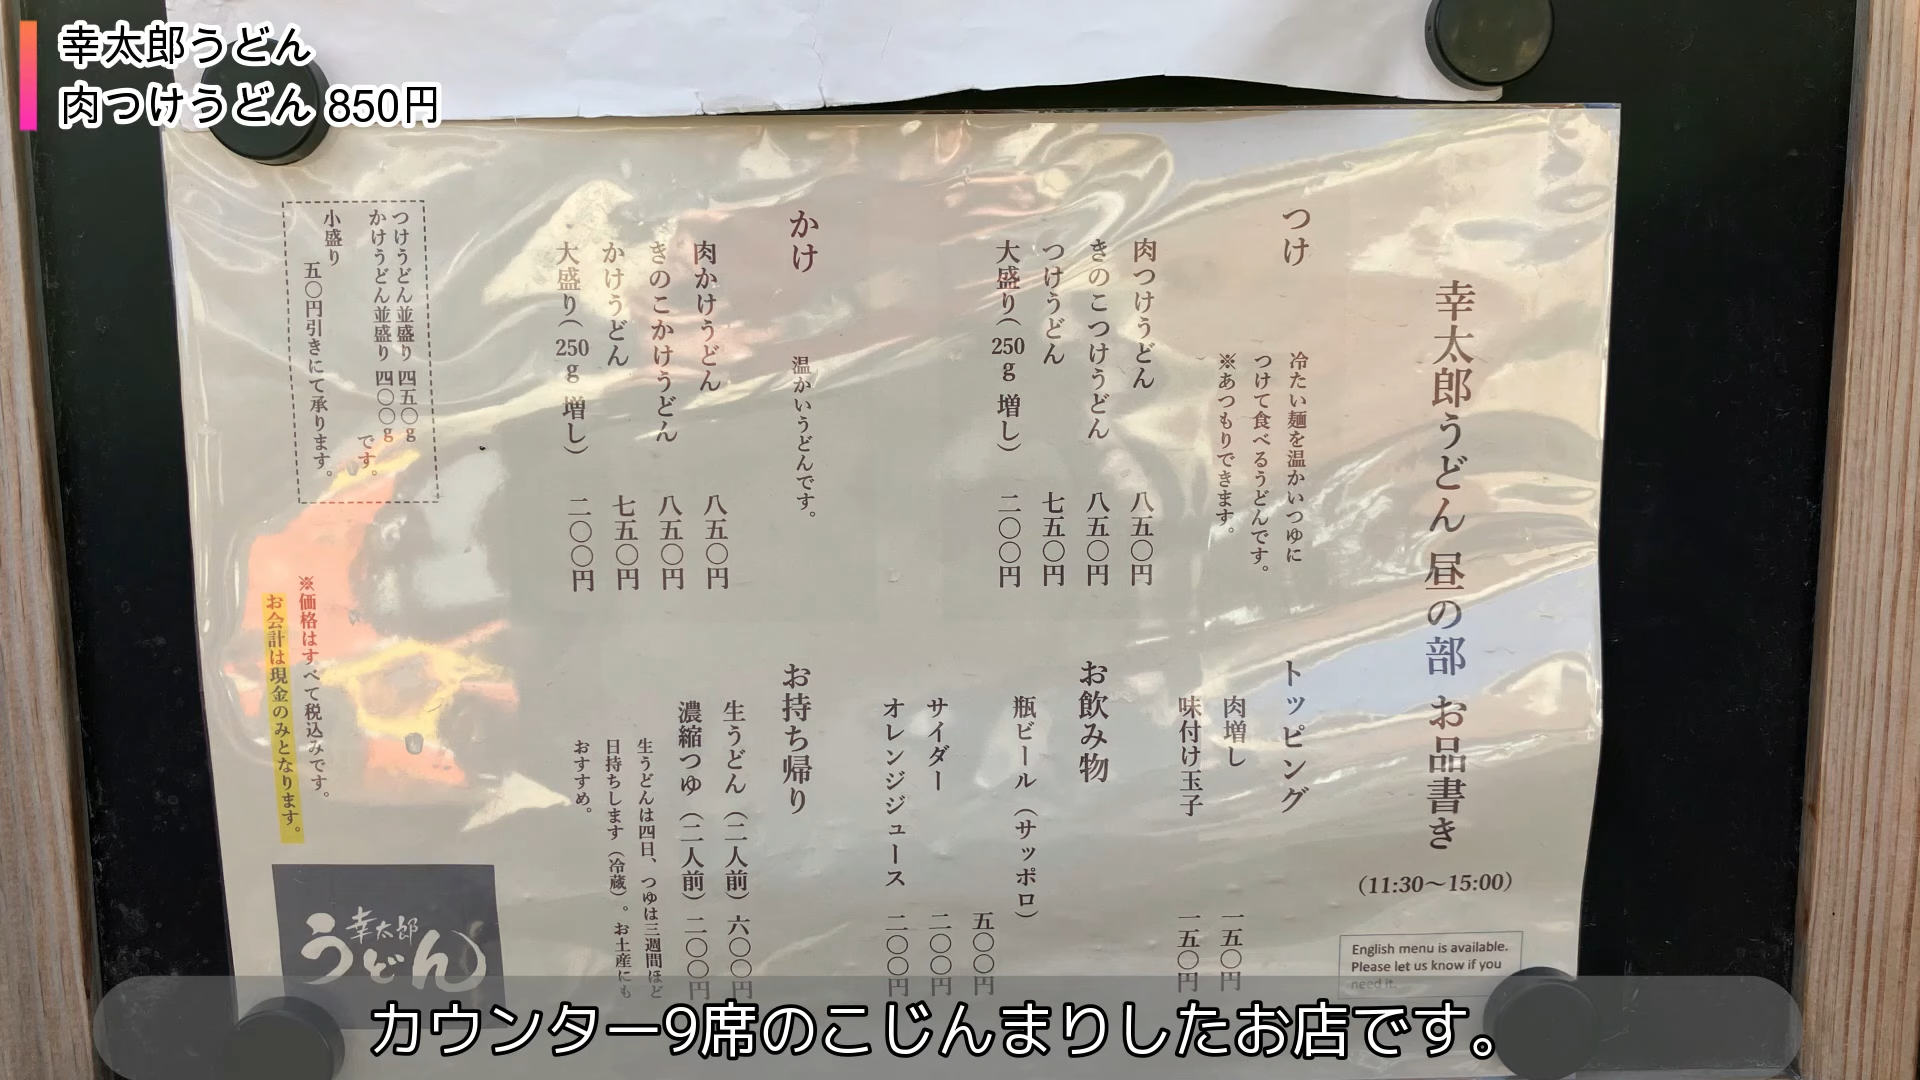 幸太郎うどん
肉つけうどん 850円
幸太郎うどん 昼の部 お品書き
(11:30～15:00)
English menu is available.
Please let us know if you
need it.
つけ
冷たい麺を温かいつゆに
つけて食べるうどんです。
※あつもりできます。
肉つけうどん 八五〇円
きのこつけうどん 八五〇円
つけうどん 七五〇円
大盛り(250g 増し) 二〇〇円
かけ
温かいうどんです。
肉かけうどん 八五〇円
きのこかけうどん 八五〇円
かけうどん 七五〇円
大盛り(250g 増し) 二〇〇円
つけうどん並盛り 四五〇g
かけうどん並盛り 四〇〇g
です。
小盛り
五〇円引きにて承ります。
トッピング
肉増し 一五〇円
味付け玉子 一五〇円
お飲み物
瓶ビール(サッポロ)
五〇〇円
サイダー 二〇〇円
オレンジジュース 二〇〇円
お持ち帰り
生うどん(二人前) 六〇〇円
濃縮つゆ(二人前) 二〇〇円
生うどんは四日、つゆは三週間ほど
日持ちします(冷蔵)。お土産にも
おすすめ。
※価格はすべて税込みです。
お会計は現金のみとなります。
幸太郎
うどん
カウンター9席のこじんまりしたお店です。